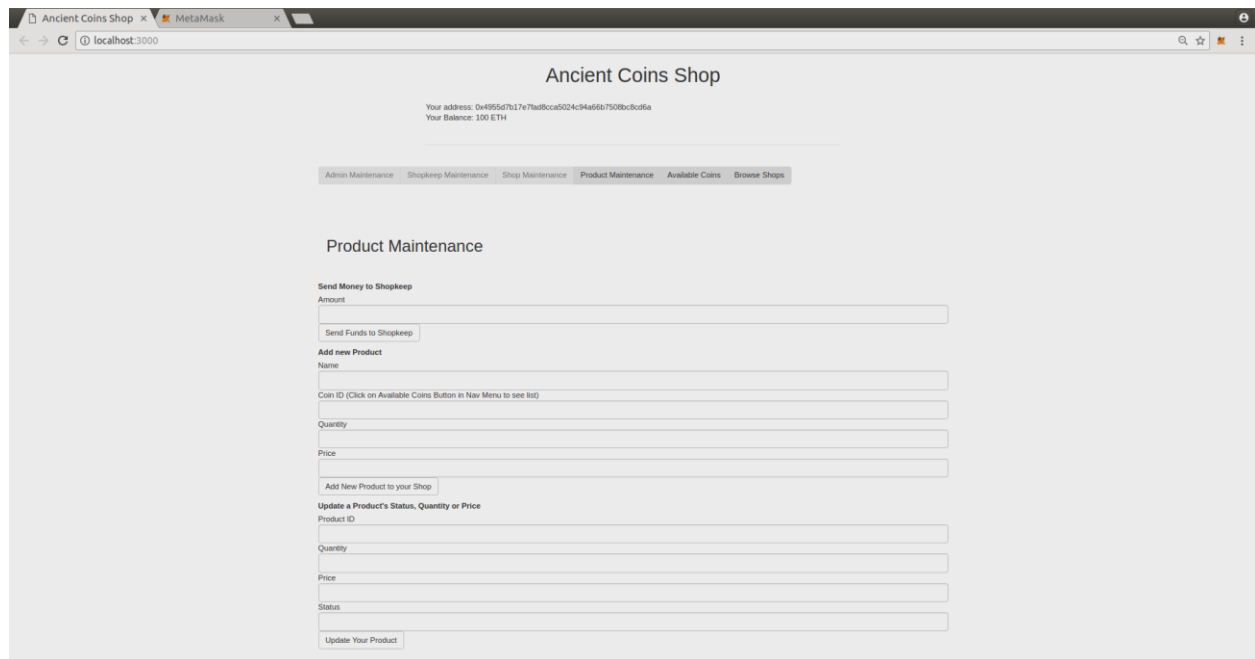 Ancient Coins Shop
MetaMask
localhost:3000
Ancient Coins Shop
Your address: 0x4955d7b17e7fad8cca5024c94a66b7508bc8cd6a
Your Balance: 100 ETH
Admin Maintenance Shopkeep Maintenance Shop Maintenance Product Maintenance Available Coins Browse Shops
Product Maintenance
Send Money to Shopkeep
Amount
Send Funds to Shopkeep
Add new Product
Name
Coin ID (Click on Available Coins Button in Nav Menu to see list)
Quantity
Price
Add New Product to your Shop
Update a Product's Status, Quantity or Price
Product ID
Quantity
Price
Status
Update Your Product